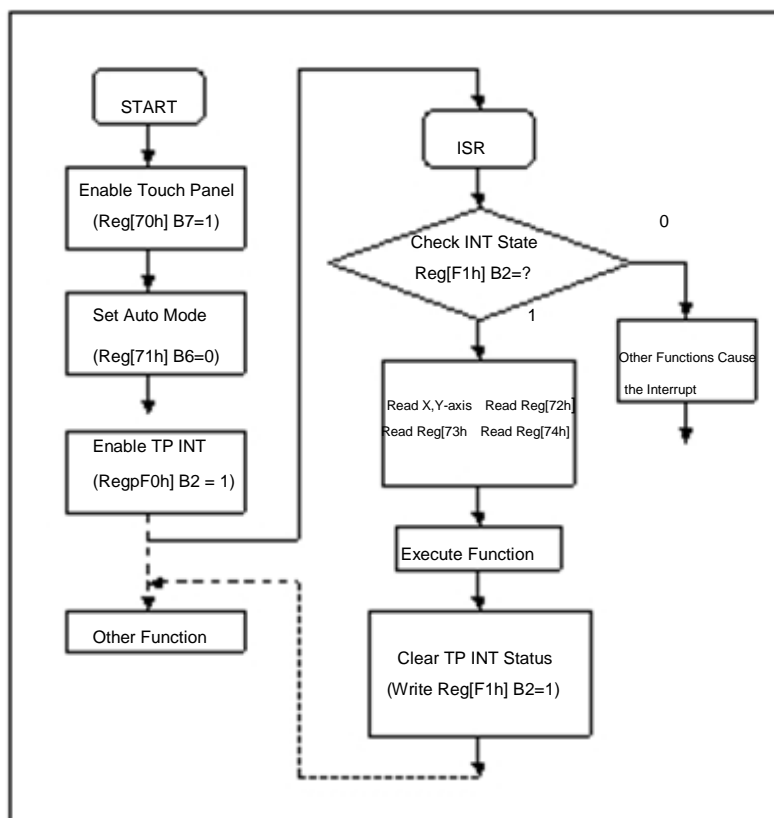 START
Enable Touch Panel
(Reg[70h] B7=1)
Set Auto Mode
(Reg[71h] B6=0)
Enable TP INT
(RegpF0h] B2 = 1)
Other Function
ISR
Check INT State
Reg[F1h] B2=?
0
1
Other Functions Cause
the Interrupt
Read X,Y-axis Read Reg[72h]
Read Reg[73h Read Reg[74h]
Execute Function
Clear TP INT Status
(Write Reg[F1h] B2=1)